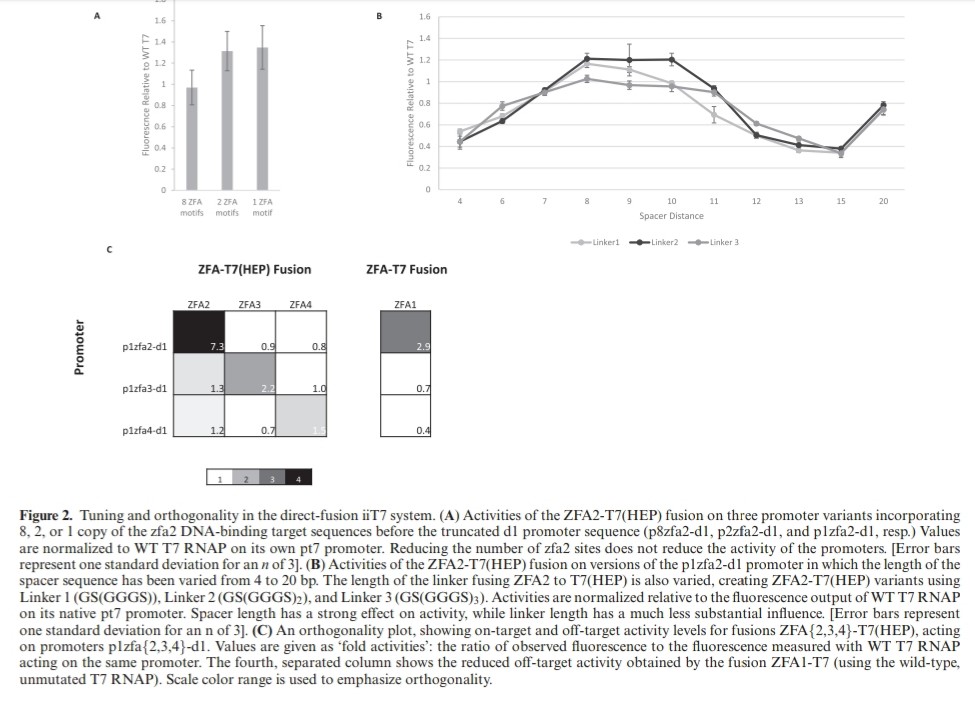 A
1.8
1.6
1.4
1.2
1
0.8
0.6
0.4
0.2
0
Fluorescnce Relative to WT T7
8 ZFA 2 ZFA 1 ZFA
motifs motifs motif
B
1.6
1.4
1.2
1
0.8
0.6
0.4
0.2
0
Fluorescence Relative to WT T7
4 6 7 8 9 10 11 12 13 15 20
Spacer Distance
Linker1 Linker2 Linker 3
C
ZFA-T7(HEP) Fusion ZFA-T7 Fusion
ZFA2 ZFA3 ZFA4 ZFA1
Promoter
p1zfa2-d1 7.3 0.9 0.8 2.9
p1zfa3-d1 1.3 2.2 1.0 0.7
p1zfa4-d1 1.2 0.7 1.5 0.4
1 2 3 4
Figure 2. Tuning and orthogonality in the direct-fusion iiT7 system. (A) Activities of the ZFA2-T7(HEP) fusion on three promoter variants incorporating
8, 2, or 1 copy of the zfa2 DNA-binding target sequences before the truncated d1 promoter sequence (p8zfa2-d1, p2zfa2-d1, and p1zfa2-d1, resp.) Values
are normalized to WT T7 RNAP on its own pt7 promoter. Reducing the number of zfa2 sites does not reduce the activity of the promoters. [Error bars
represent one standard deviation for an n of 3]. (B) Activities of the ZFA2-T7(HEP) fusion on versions of the p1zfa2-d1 promoter in which the length of the
spacer sequence has been varied from 4 to 20 bp. The length of the linker fusing ZFA2 to T7(HEP) is also varied, creating ZFA2-T7(HEP) variants using
Linker 1 (GS(GGGS)), Linker 2 (GS(GGGS)2), and Linker 3 (GS(GGGS)3). Activities are normalized relative to the fluorescence output of WT T7 RNAP
on its native pt7 promoter. Spacer length has a strong effect on activity, while linker length has a much less substantial influence. [Error bars represent
one standard deviation for an n of 3]. (C) An orthogonality plot, showing on-target and off-target activity levels for fusions ZFA{2,3,4}-T7(HEP), acting
on promoters p1zfa{2,3,4}-d1. Values are given as ‘fold activities’: the ratio of observed fluorescence to the fluorescence measured with WT T7 RNAP
acting on the same promoter. The fourth, separated column shows the reduced off-target activity obtained by the fusion ZFA1-T7 (using the wild-type,
unmutated T7 RNAP). Scale color range is used to emphasize orthogonality.